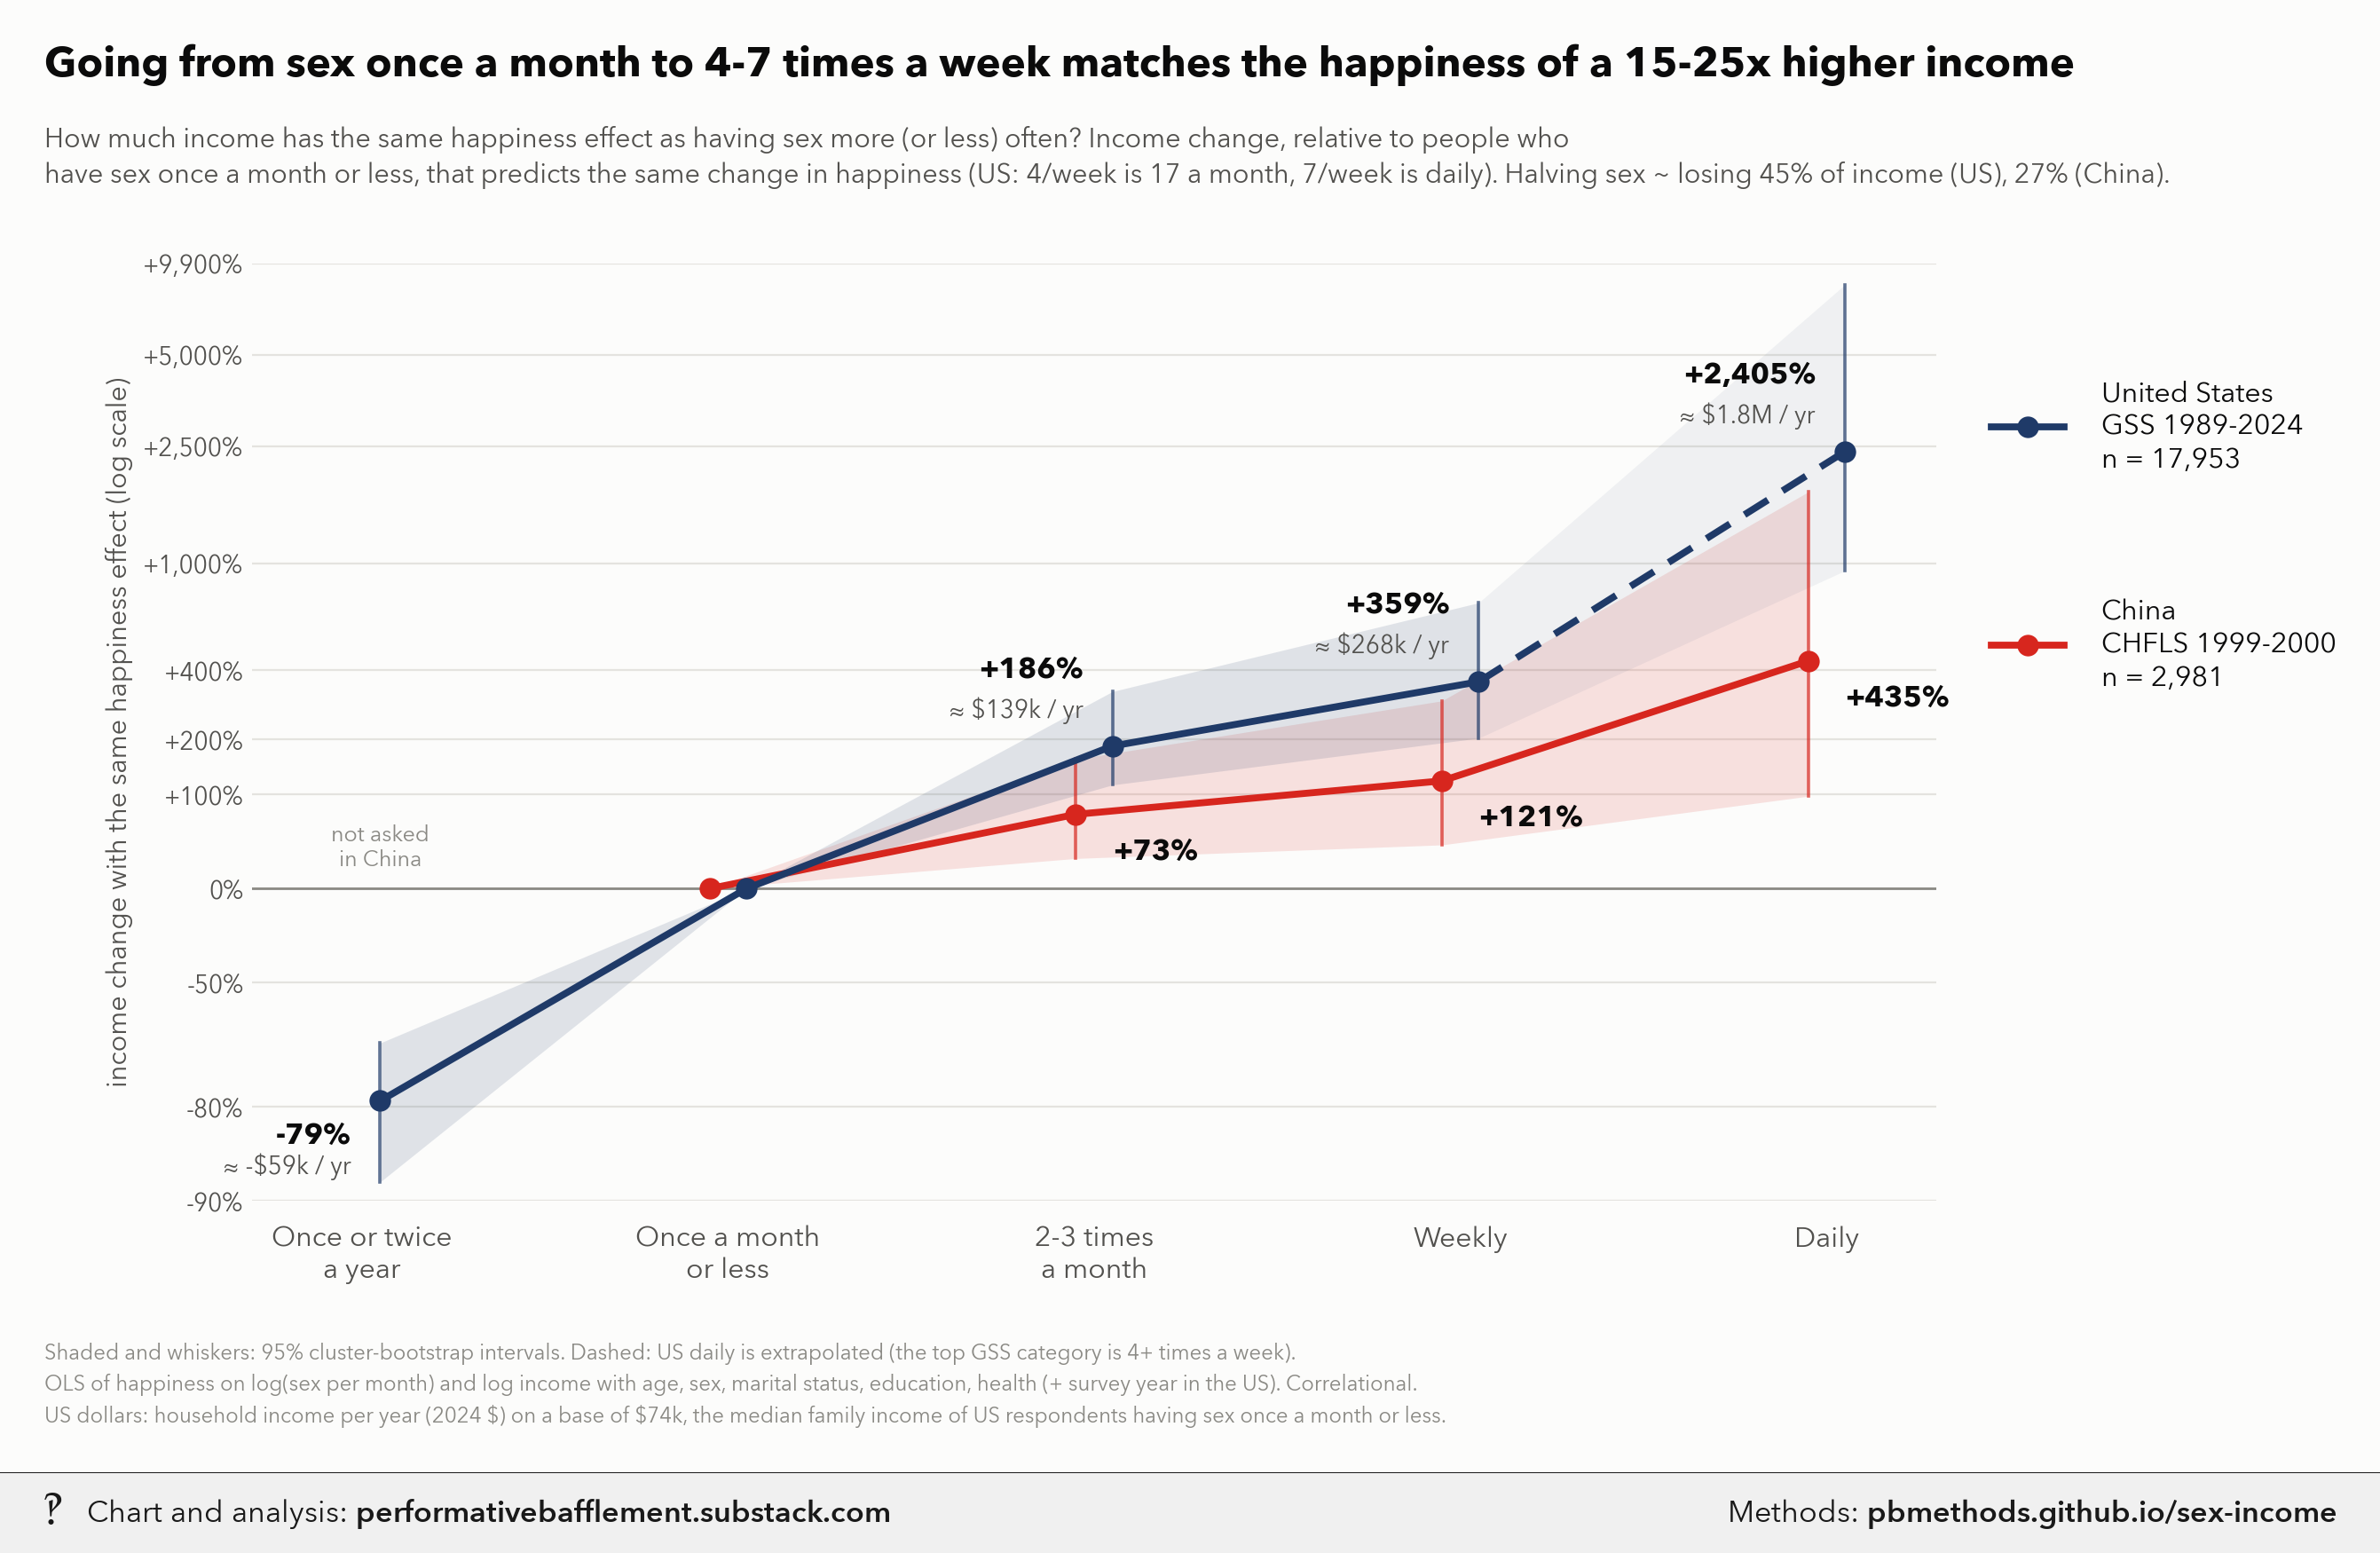 Going from sex once a month to 4-7 times a week matches the happiness of a 15-25x higher income
How much income has the same happiness effect as having sex more (or less) often? Income change, relative to people who
have sex once a month or less, that predicts the same change in happiness (US: 4/week is 17 a month, 7/week is daily). Halving sex ~ losing 45% of income (US), 27% (China).
income change with the same happiness effect (log scale)
+9,900%
+5,000%
+2,500%
+1,000%
+400%
+200%
+100%
0%
-50%
-80%
-90%
not asked
in China
-79%
≈ -$59k / yr
+186%
≈ $139k / yr
+359%
≈ $268k / yr
+2,405%
≈ $1.8M / yr
+73%
+121%
+435%
United States
GSS 1989-2024
n = 17,953
China
CHFLS 1999-2000
n = 2,981
Once or twice
a year
Once a month
or less
2-3 times
a month
Weekly
Daily
Shaded and whiskers: 95% cluster-bootstrap intervals. Dashed: US daily is extrapolated (the top GSS category is 4+ times a week).
OLS of happiness on log(sex per month) and log income with age, sex, marital status, education, health (+ survey year in the US). Correlational.
US dollars: household income per year (2024 $) on a base of $74k, the median family income of US respondents having sex once a month or less.
‽ Chart and analysis: performativebafflement.substack.com
Methods: pbmethods.github.io/sex-income